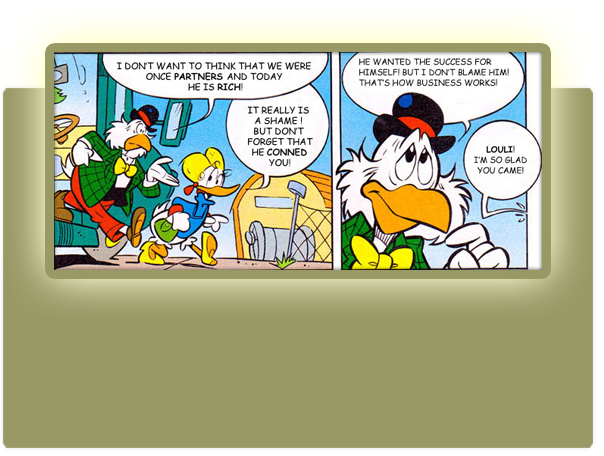 I DON'T WANT TO THINK THAT WE WERE
ONCE PARTNERS AND TODAY
HE IS RICH!
IT REALLY IS
A SHAME !
BUT DON'T
FORGET THAT
HE CONNED
YOU!
HE WANTED THE SUCCESS FOR
HIMSELF! BUT I DON'T BLAME HIM!
THAT'S HOW BUSINESS WORKS!
LOULI!
I'M SO GLAD
YOU CAME!